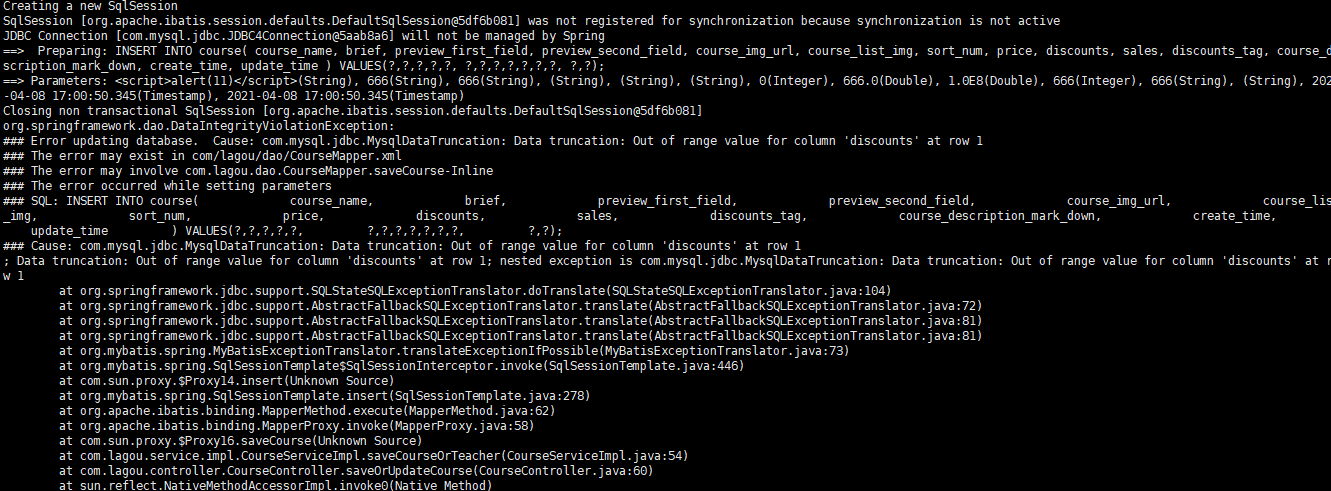 Creating a new SqlSession
SqlSession [org.apache.ibatis.session.defaults.DefaultSqlSession@5df6b081] was not registered for synchronization because synchronization is not active
JDBC Connection [com.mysql.jdbc.JDBC4Connection@5aab8a6] will not be managed by Spring
==>  Preparing: INSERT INTO course( course_name, brief, preview_first_field, preview_second_field, course_img_url, course_list_img, sort_num, price, discounts, sales, discounts_tag, course_d
scription_mark_down, create_time, update_time ) VALUES(?,?,?,?,?, ?,?,?,?,?,?,?, ?,?);
==> Parameters: <script>alert(11)</script>(String), 666(String), 666(String), (String), (String), (String), 0(Integer), 666.0(Double), 1.0E8(Double), 666(Integer), 666(String), (String), 202
-04-08 17:00:50.345(Timestamp), 2021-04-08 17:00:50.345(Timestamp)
Closing non transactional SqlSession [org.apache.ibatis.session.defaults.DefaultSqlSession@5df6b081]
org.springframework.dao.DataIntegrityViolationException:
### Error updating database.  Cause: com.mysql.jdbc.MysqlDataTruncation: Data truncation: Out of range value for column 'discounts' at row 1
### The error may exist in com/lagou/dao/CourseMapper.xml
### The error may involve com.lagou.dao.CourseMapper.saveCourse-Inline
### The error occurred while setting parameters
### SQL: INSERT INTO course( course_name, brief, preview_first_field, preview_second_field, course_img_url, course_lis
_img, sort_num, price, discounts, sales, discounts_tag, course_description_mark_down, create_time,
update_time ) VALUES(?,?,?,?,?, ?,?,?,?,?,?,?, ?,?);
### Cause: com.mysql.jdbc.MysqlDataTruncation: Data truncation: Out of range value for column 'discounts' at row 1
; Data truncation: Out of range value for column 'discounts' at row 1; nested exception is com.mysql.jdbc.MysqlDataTruncation: Data truncation: Out of range value for column 'discounts' at r
w 1
at org.springframework.jdbc.support.SQLStateSQLExceptionTranslator.doTranslate(SQLStateSQLExceptionTranslator.java:104)
at org.springframework.jdbc.support.AbstractFallbackSQLExceptionTranslator.translate(AbstractFallbackSQLExceptionTranslator.java:72)
at org.springframework.jdbc.support.AbstractFallbackSQLExceptionTranslator.translate(AbstractFallbackSQLExceptionTranslator.java:81)
at org.springframework.jdbc.support.AbstractFallbackSQLExceptionTranslator.translate(AbstractFallbackSQLExceptionTranslator.java:81)
at org.mybatis.spring.MyBatisExceptionTranslator.translateExceptionIfPossible(MyBatisExceptionTranslator.java:73)
at org.mybatis.spring.SqlSessionTemplate$SqlSessionInterceptor.invoke(SqlSessionTemplate.java:446)
at com.sun.proxy.$Proxy14.insert(Unknown Source)
at org.mybatis.spring.SqlSessionTemplate.insert(SqlSessionTemplate.java:278)
at org.apache.ibatis.binding.MapperMethod.execute(MapperMethod.java:62)
at org.apache.ibatis.binding.MapperProxy.invoke(MapperProxy.java:58)
at com.sun.proxy.$Proxy16.saveCourse(Unknown Source)
at com.lagou.service.impl.CourseServiceImpl.saveCourseOrTeacher(CourseServiceImpl.java:54)
at com.lagou.controller.CourseController.saveOrUpdateCourse(CourseController.java:60)
at sun.reflect.NativeMethodAccessorImpl.invoke0(Native Method)